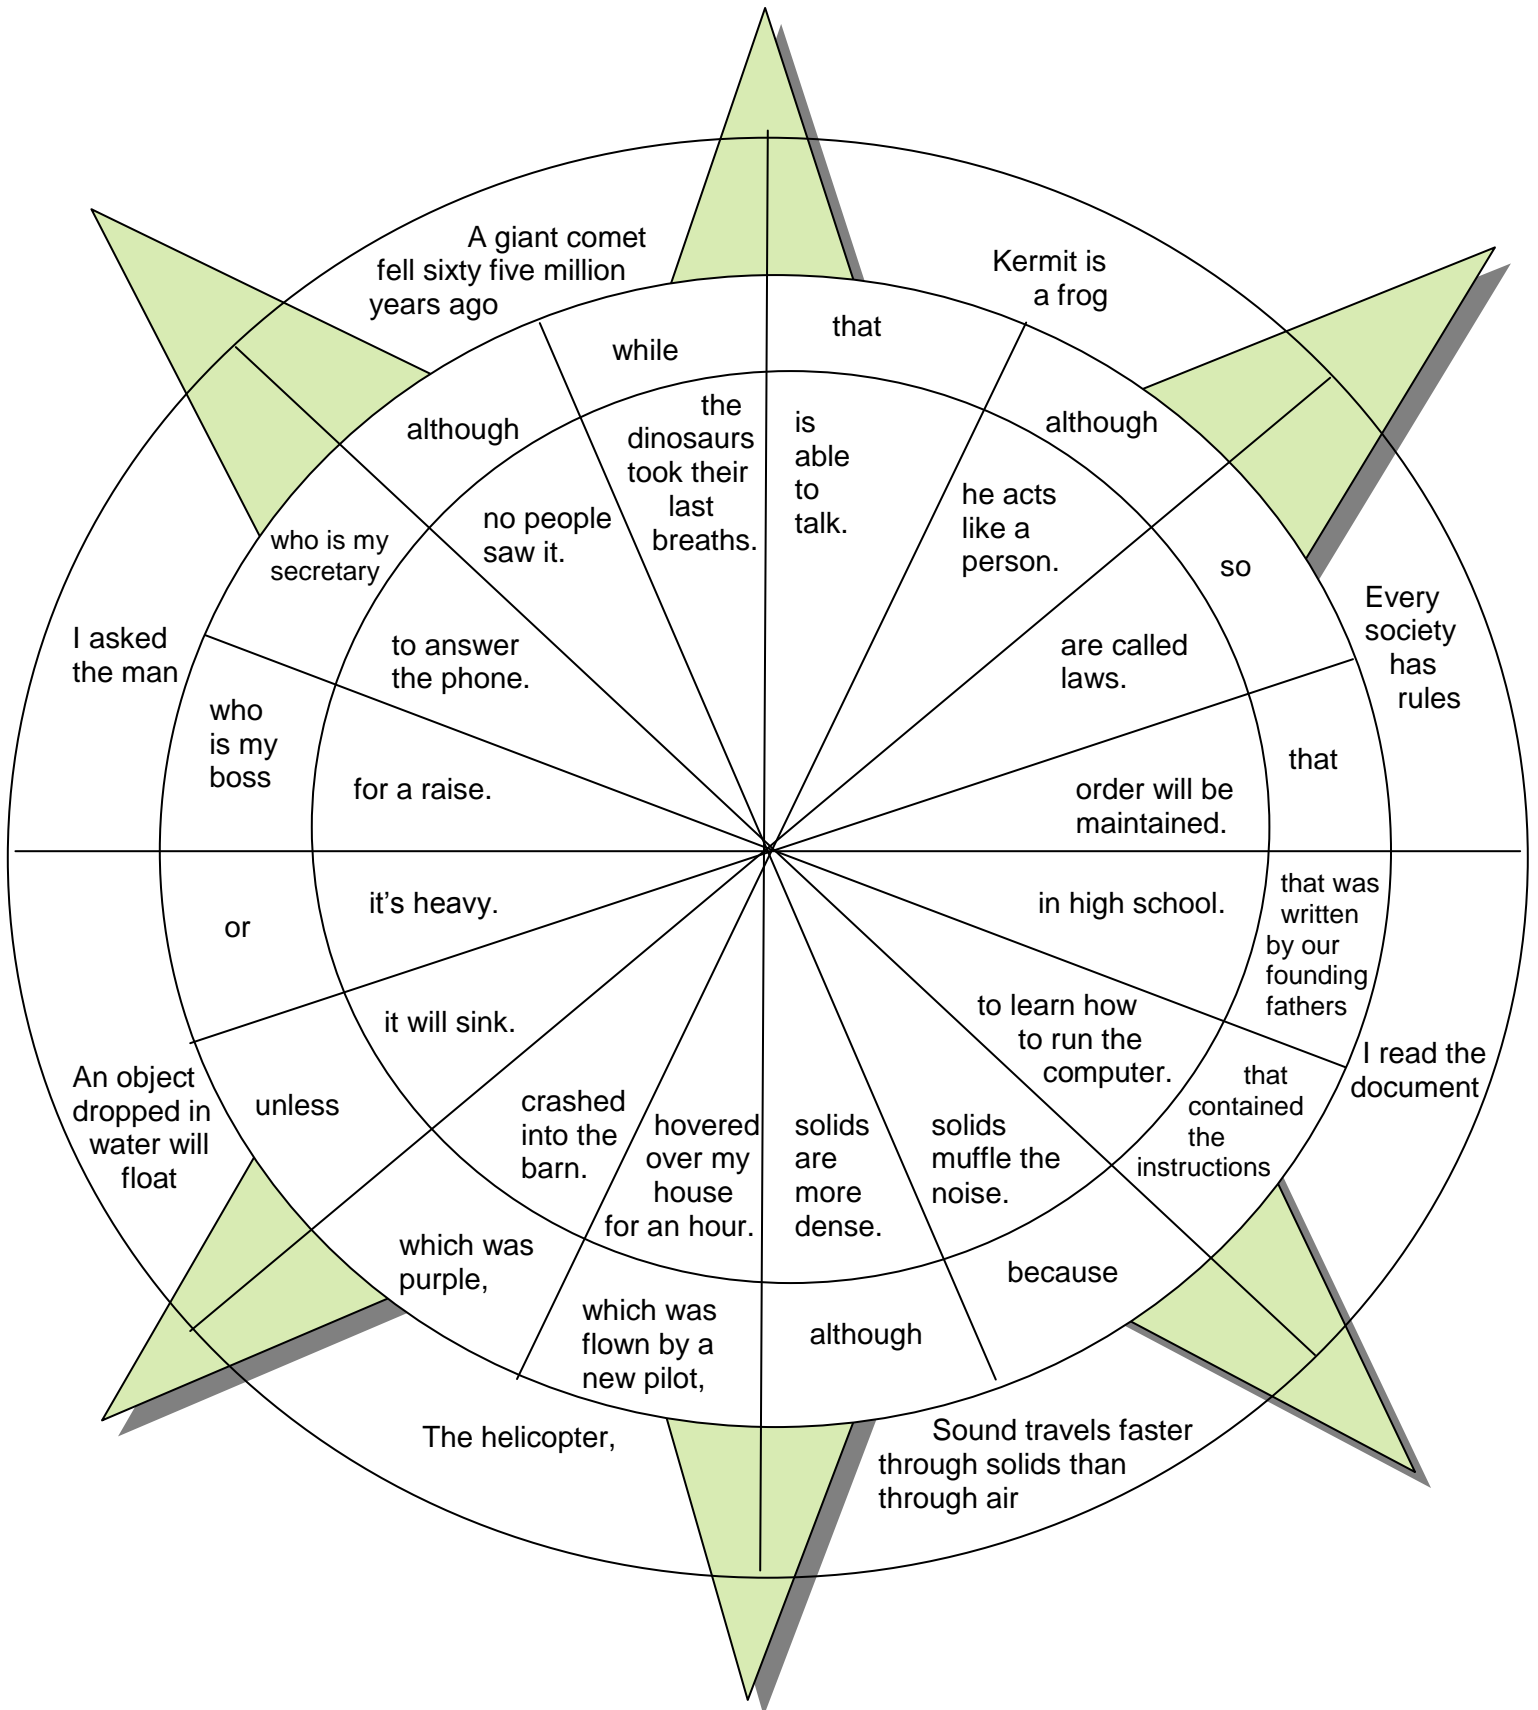 A giant comet
fell sixty five million
years ago
Kermit is
a frog
while
that
although
although
the
dinosaurs
took their
last
breaths.
is
able
to
talk.
no people
saw it.
he acts
like a
person.
who is my
secretary
so
I asked
the man
to answer
the phone.
are called
laws.
Every
society
has
rules
who
is my
boss
for a raise.
order will be
maintained.
that
or
it's heavy.
in high school.
that was
written
by our
founding
fathers
An object
dropped in
water will
float
unless
it will sink.
to learn how
to run the
computer.
that
contained
the
instructions
I read the
document
crashed
into the
barn.
hovered
over my
house
for an hour.
solids
are
more
dense.
solids
muffle the
noise.
which was
purple,
which was
flown by a
new pilot,
although
because
The helicopter,
Sound travels faster
through solids than
through air